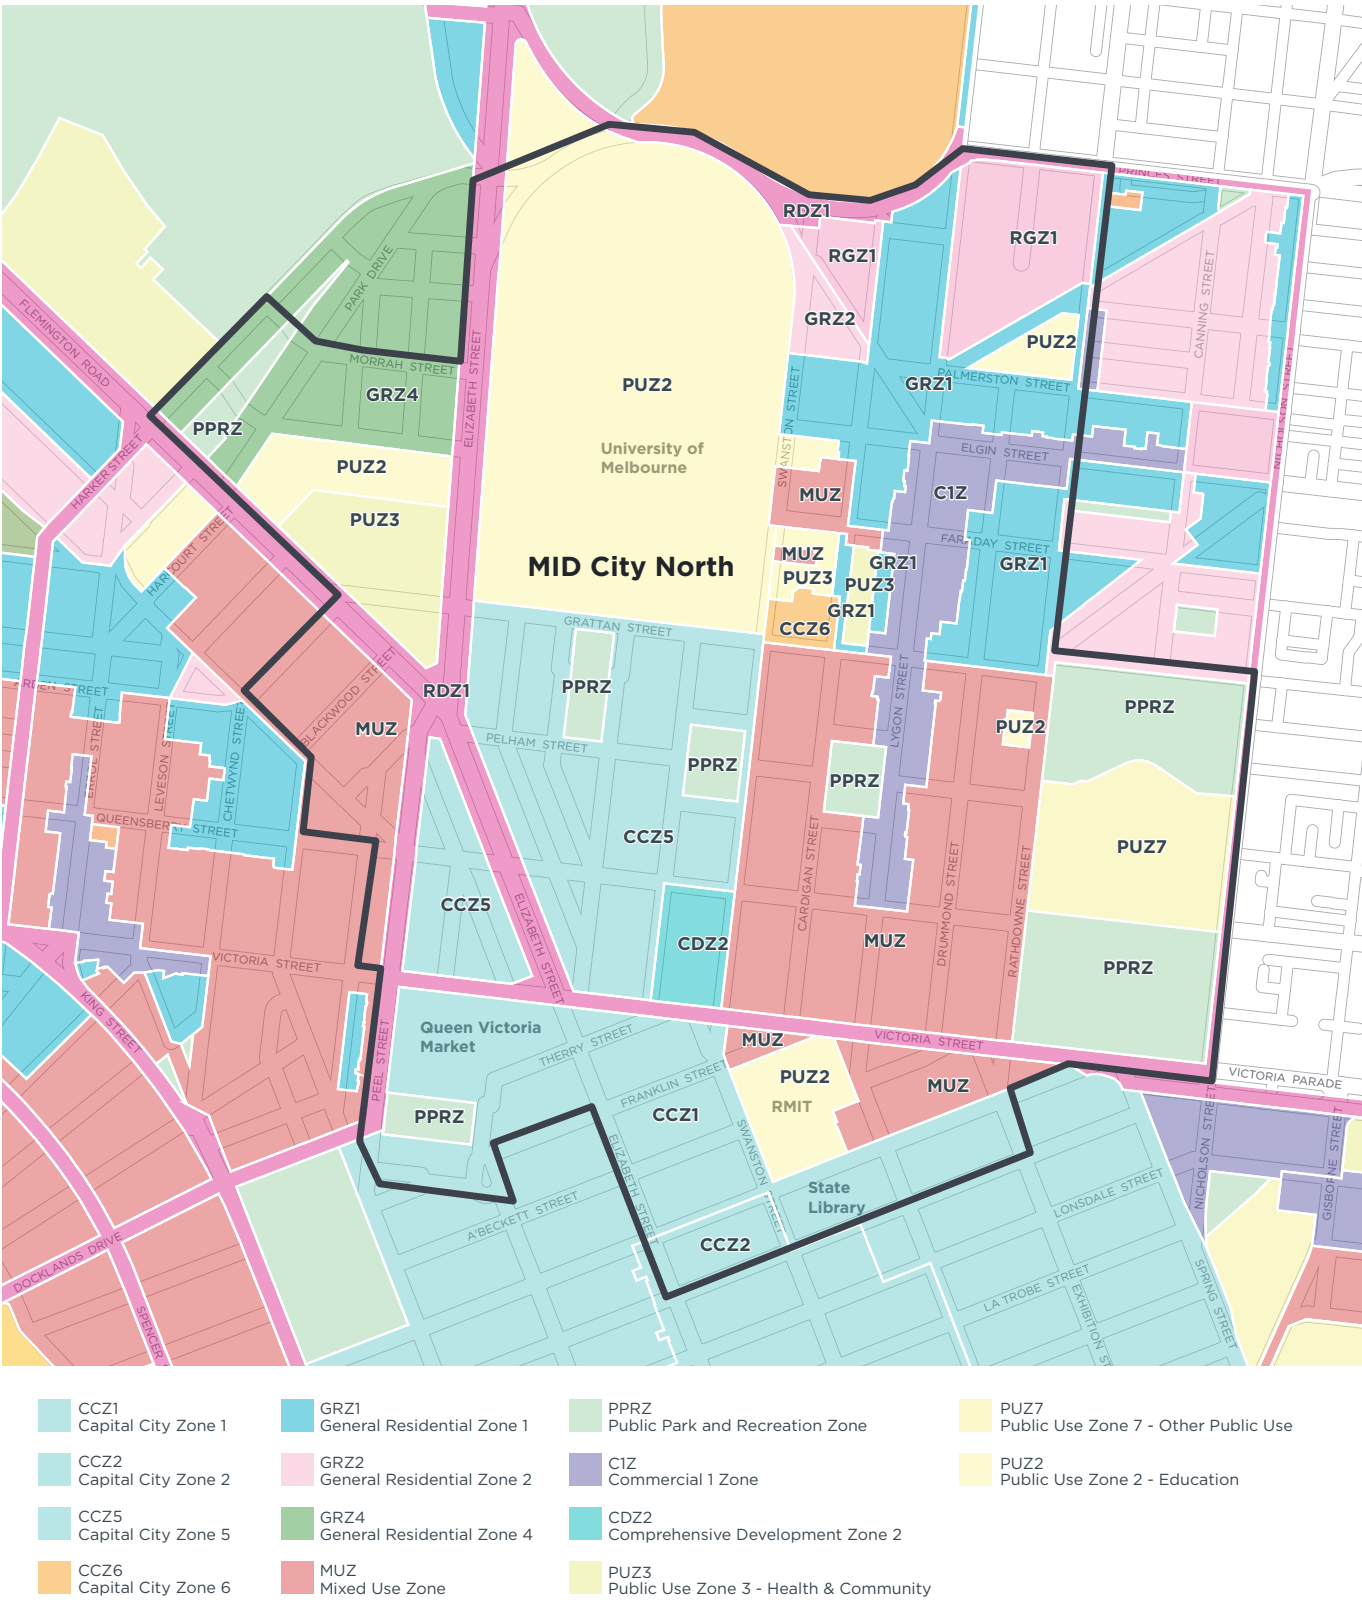 PRINCES STREET
RDZ1
RGZ1
RGZ1
CANNING STREET
PARK DRIVE
GRZ2
PUZ2
FLEMINGTON ROAD
ELIZABETH STREET
MORRAH STREET
GRZ4
PUZ2
GRZ1
PALMERSTON STREET
SWANSTON STREET
NICHOLSON STREET
PPRZ
University of
Melbourne
ELGIN STREET
HARKER STREET
PUZ2
MUZ
C1Z
PUZ3
HARCOURT STREET
FARADAY STREET
MID City North
MUZ
GRZ1
GRZ1
PUZ3
PUZ3
GRZ1
CCZ6
GRATTAN STREET
ARDEN STREET
RDZ1
PPRZ
BLACKWOOD STREET
LYGON STREET
PPRZ
MUZ
PUZ2
PELHAM STREET
ERROL STREET
LEVESON STREET
CHETWYND STREET
PPRZ
PPRZ
QUEENSBERRY STREET
CCZ5
PUZ7
CARDIGAN STREET
DRUMMOND STREET
RATHDOWNE STREET
CCZ5
ELIZABETH STREET
CDZ2
MUZ
VICTORIA STREET
PPRZ
KING STREET
Queen Victoria
Market
PEEL STREET
THERRY STREET
MUZ
VICTORIA STREET
FRANKLIN STREET
PUZ2
MUZ
VICTORIA PARADE
RMIT
PPRZ
CCZ1
SWANSTON STREET
ELIZABETH STREET
NICHOLSON STREET
GISBORNE STREET
State
Library
A'BECKETT STREET
LONSDALE STREET
CCZ2
DOCKLANDS DRIVE
SPENCER
LA TROBE STREET
EXHIBITION ST
SPRING STREET
CCZ1
Capital City Zone 1
CCZ2
Capital City Zone 2
CCZ5
Capital City Zone 5
CCZ6
Capital City Zone 6
GRZ1
General Residential Zone 1
GRZ2
General Residential Zone 2
GRZ4
General Residential Zone 4
MUZ
Mixed Use Zone
PPRZ
Public Park and Recreation Zone
C1Z
Commercial 1 Zone
CDZ2
Comprehensive Development Zone 2
PUZ3
Public Use Zone 3 - Health & Community
PUZ7
Public Use Zone 7 - Other Public Use
PUZ2
Public Use Zone 2 - Education